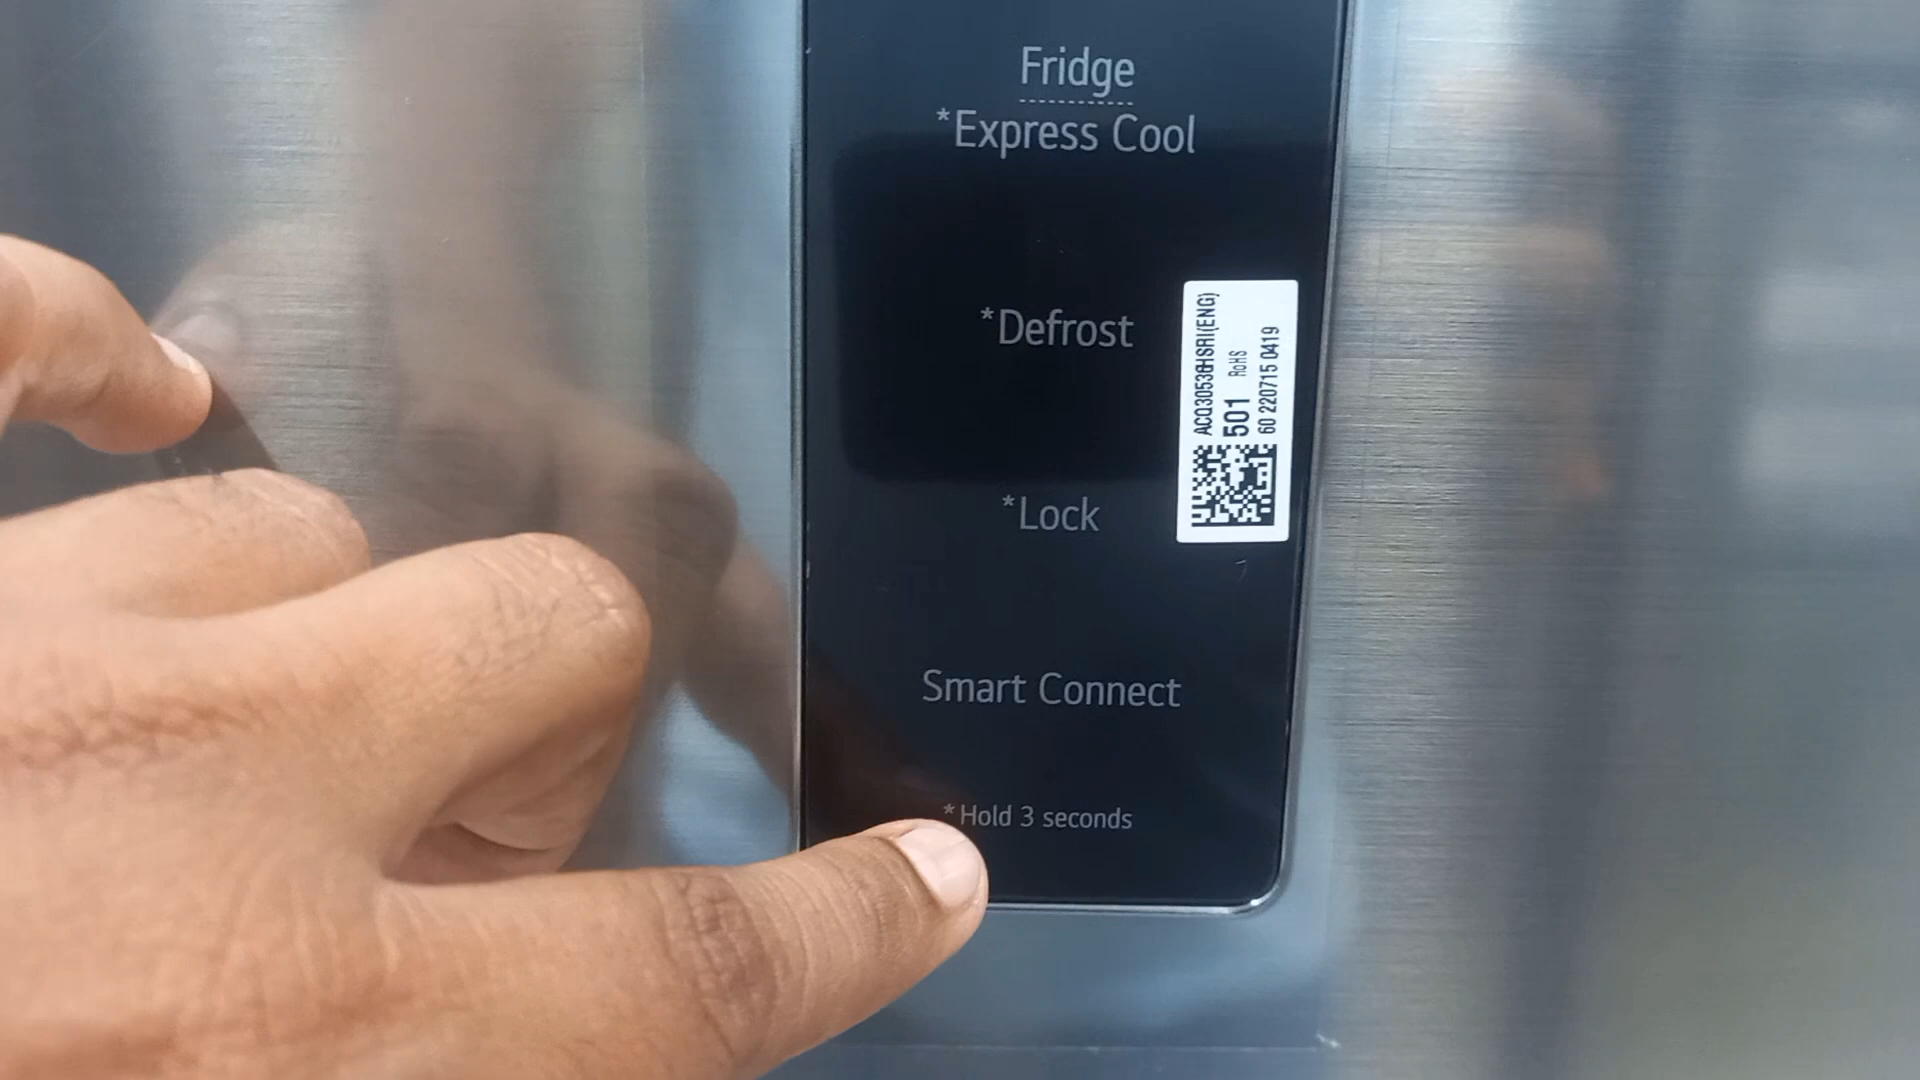 Fridge
*Express Cool
*Defrost
*Lock
Smart Connect
*Hold 3 seconds
501 RoHS
60 220715 0419